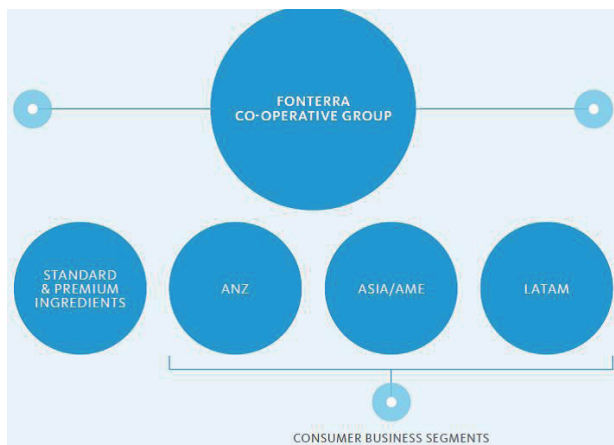 FONTERRA
CO-OPERATIVE GROUP
STANDARD
& PREMIUM
INGREDIENTS
ANZ
ASIA/AME
LATAM
CONSUMER BUSINESS SEGMENTS